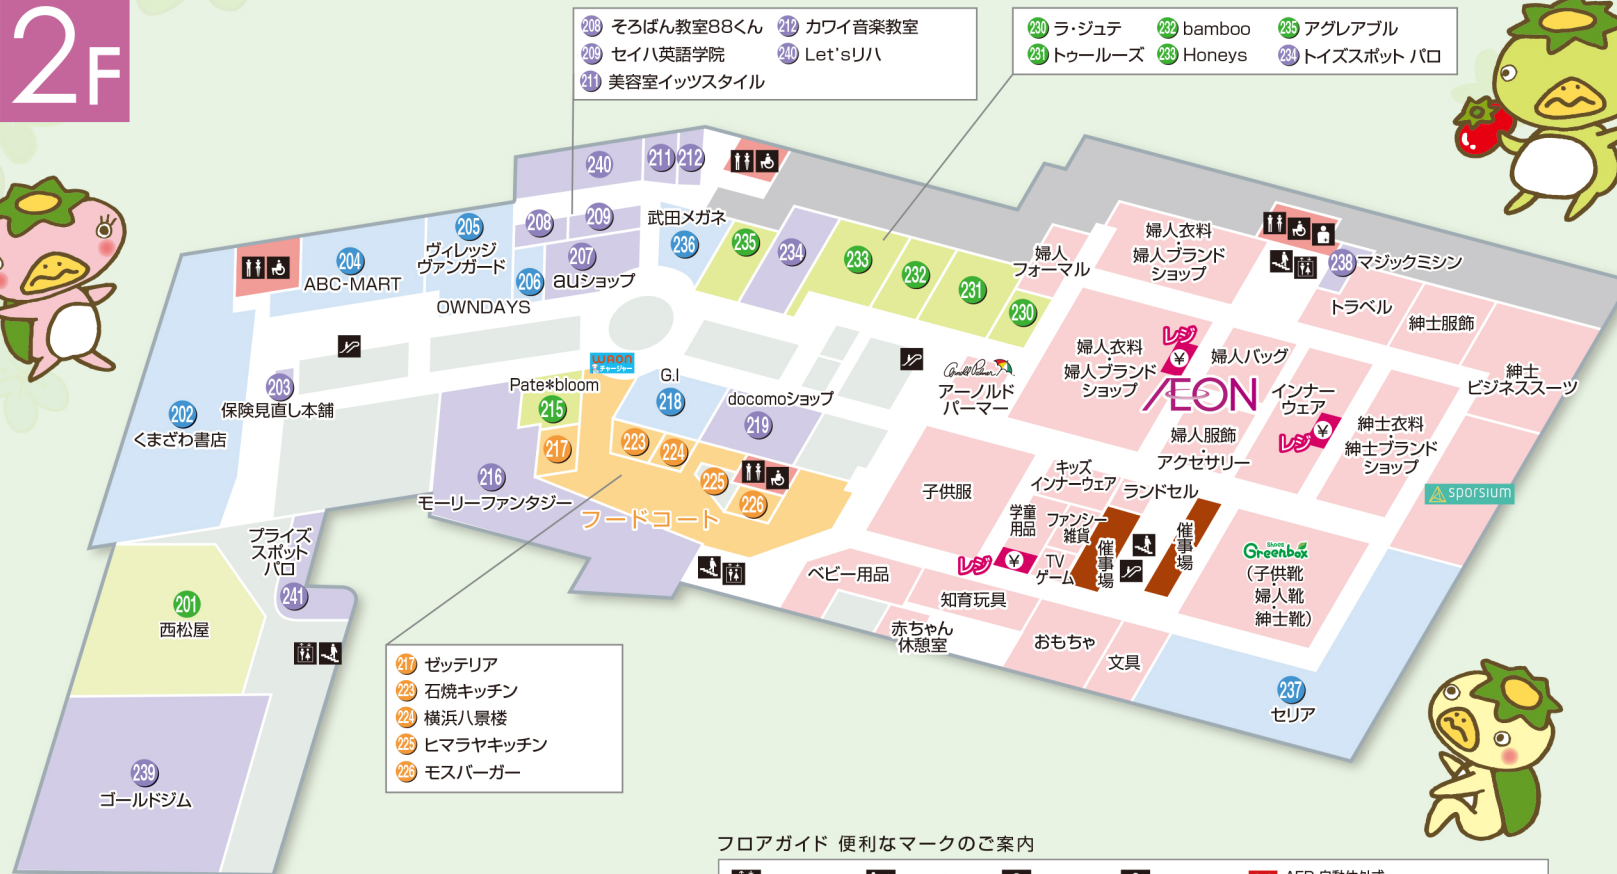 2F
208 そろばん教室88くん 212 カワイ音楽教室
209 セイハ英語学院 240 Let'sリハ
211 美容室イッツスタイル
230 ラ・ジュテ 232 bamboo 235 アグレアブル
231 トゥールーズ 233 Honeys 234 トイズスポット パロ
240
211
212
208
209
207
auショップ
206
OWNDAYS
205
ヴィレッジ
ヴァンガード
204
ABC-MART
武田メガネ
236
235
234
233
232
231
230
婦人
フォーマル
婦人衣料
・
婦人ブランド
ショップ
238 マジックミシン
トラベル
紳士服飾
紳士
ビジネススーツ
婦人衣料
・
婦人ブランド
ショップ
レジ
¥
婦人バッグ
ÆON
インナー
ウェア
レジ
¥
紳士衣料
・
紳士ブランド
ショップ
婦人服飾
・
アクセサリー
sporsium
Arnold Palmer
アーノルド
パーマー
203
保険見直し本舗
202
くまざわ書店
WAON
チャージャー
Pate*bloom
215
217
G.I
218
docomoショップ
219
223
224
225
226
フードコート
216
モーリーファンタジー
子供服
キッズ
インナーウェア
ランドセル
学童
用品
ファンシー
雑貨
レジ
¥
TV
ゲーム
催事場
催事場
Shoes
Greenbox
(子供靴
・
婦人靴
・
紳士靴)
ベビー用品
知育玩具
赤ちゃん
休憩室
おもちゃ
文具
237
セリア
プライズ
スポット
パロ
241
201
西松屋
239
ゴールドジム
217 ゼッテリア
223 石焼キッチン
224 横浜八景楼
225 ヒマラヤキッチン
226 モスバーガー
フロアガイド 便利なマークのご案内